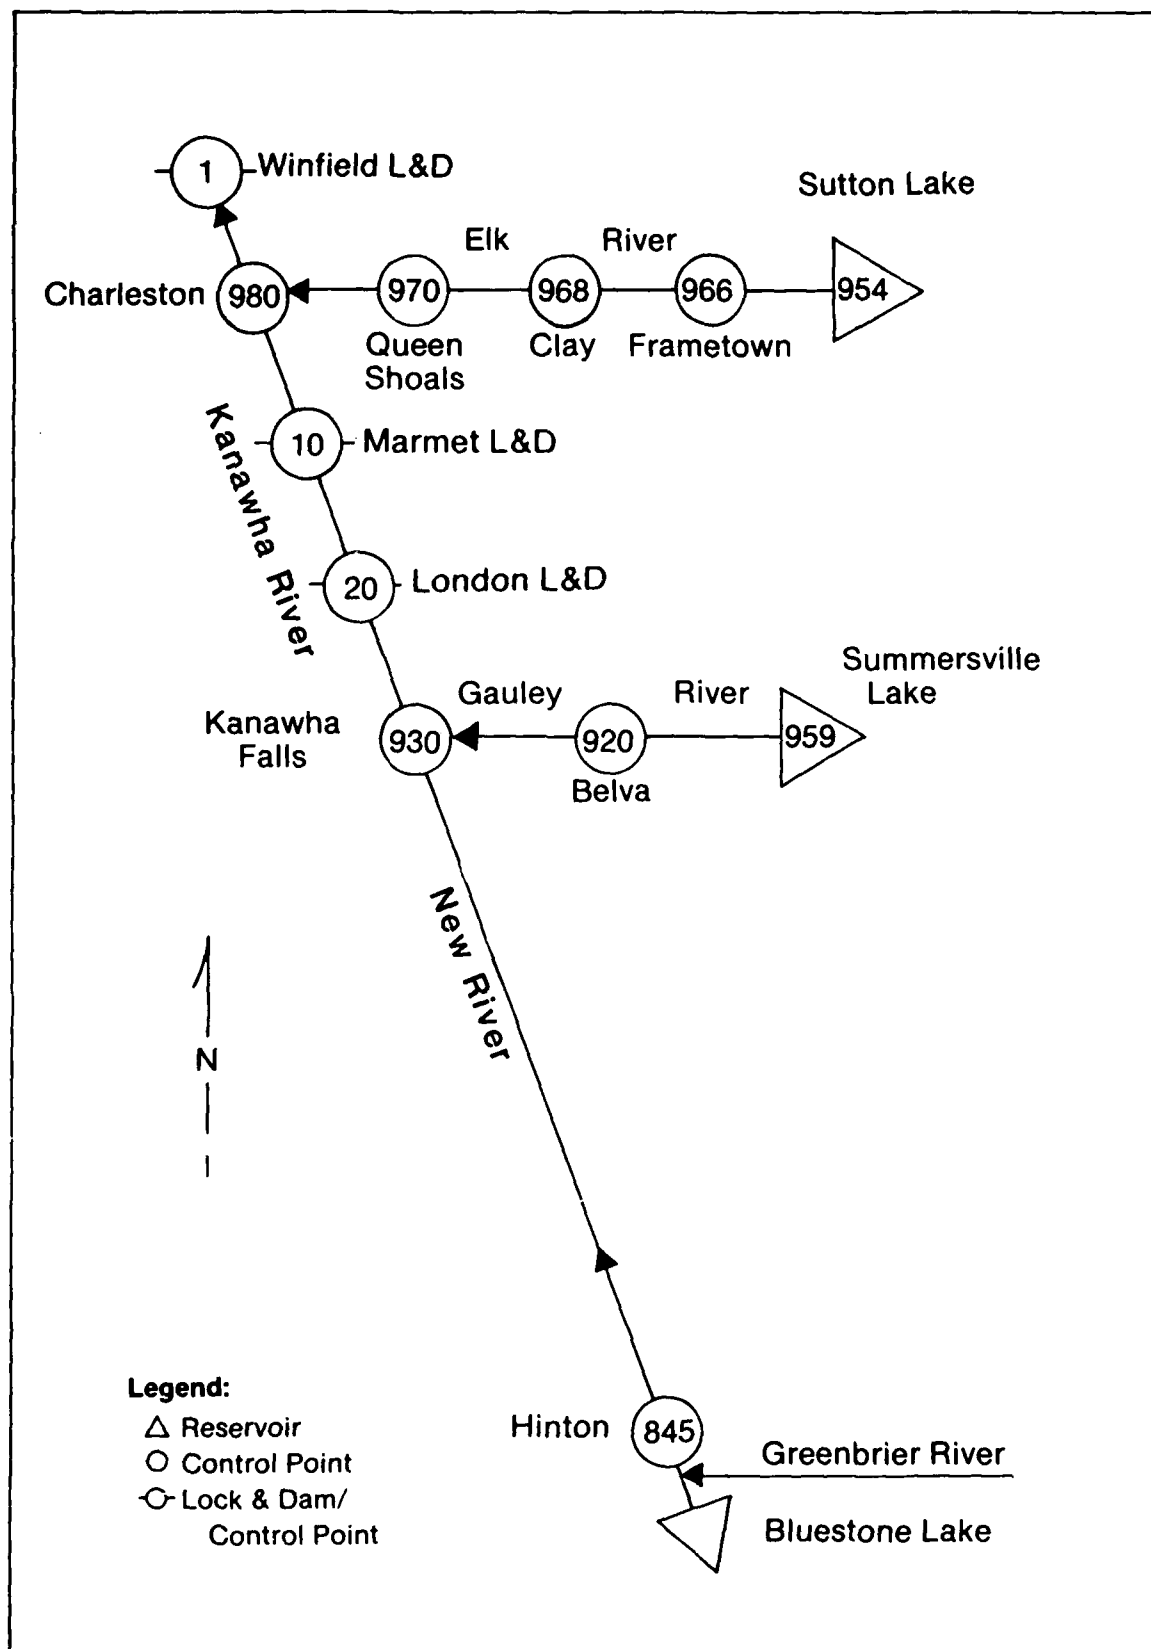 1
Winfield L&D
Sutton Lake
Elk River
Charleston
980
970
968
966
954
Queen
Shoals
Clay
Frametown
Kanawha River
10
Marmet L&D
20
London L&D
Summersville
Lake
Gauley River
Kanawha
Falls
930
920
959
Belva
New River
N
Legend:
Reservoir
Control Point
Lock & Dam/
Control Point
Hinton
845
Greenbrier River
Bluestone Lake